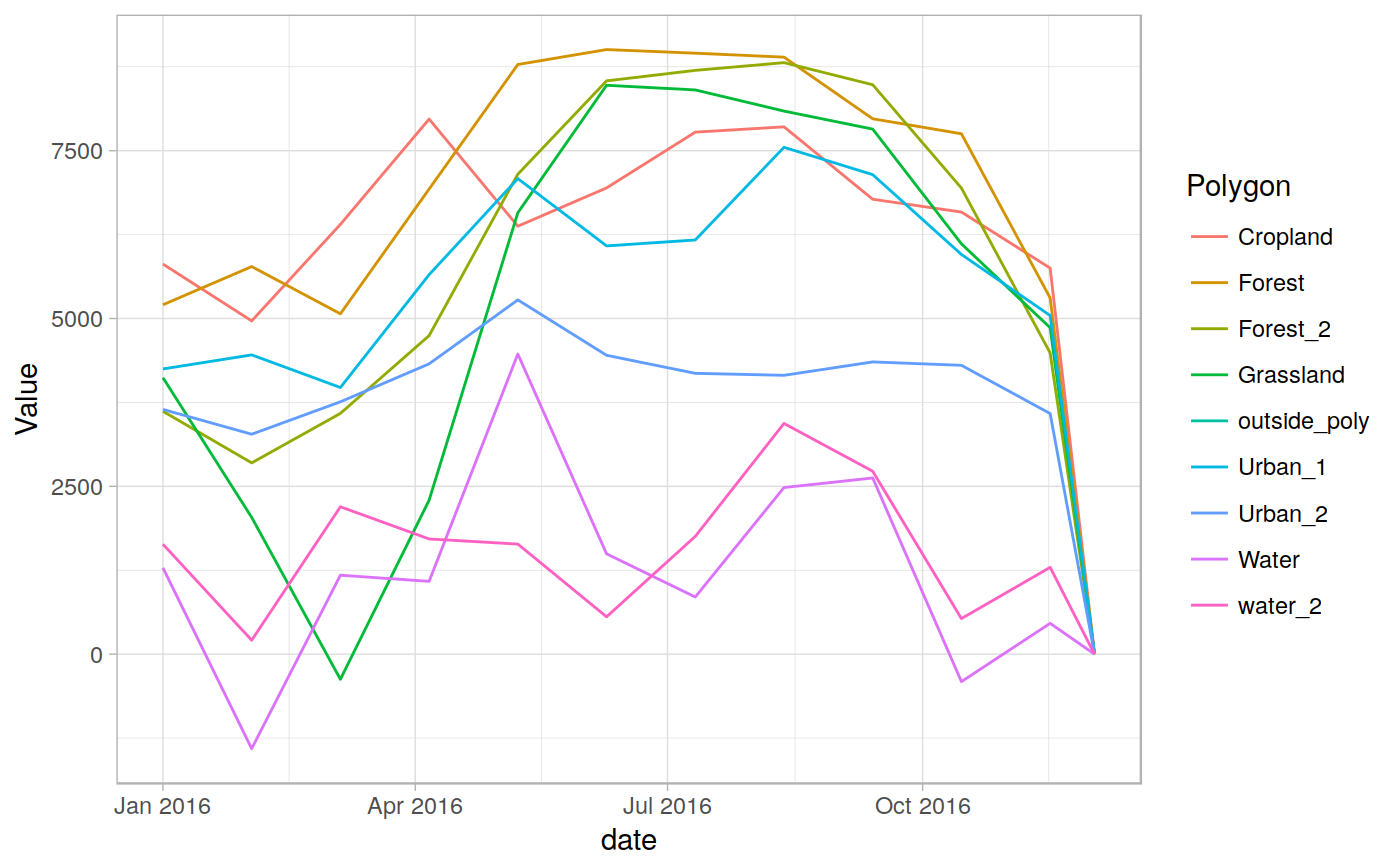 7500
5000
2500
0
Value
Jan 2016
Apr 2016
Jul 2016
Oct 2016
date
Polygon
Cropland
Forest
Forest_2
Grassland
outside_poly
Urban_1
Urban_2
Water
water_2